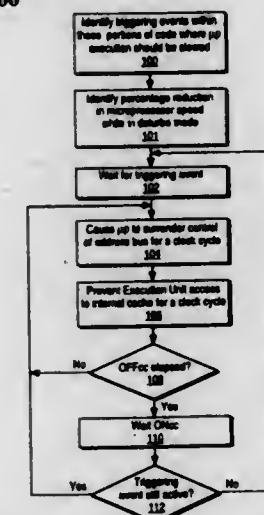 Identify triggering events within
those portions of code where µp
execution should be slowed
100
Identify percentage reduction
in microprocessor speed
while in disturbs mode
101
Wait for triggering event
102
Cause µp to surrender control
of address bus for a clock cycle
104
Prevent Execution Unit access
to internal cache for a clock cycle
106
No
OFFcc elapsed?
108
Yes
Wait ONcc
110
Yes
Triggering
event still active?
112
No